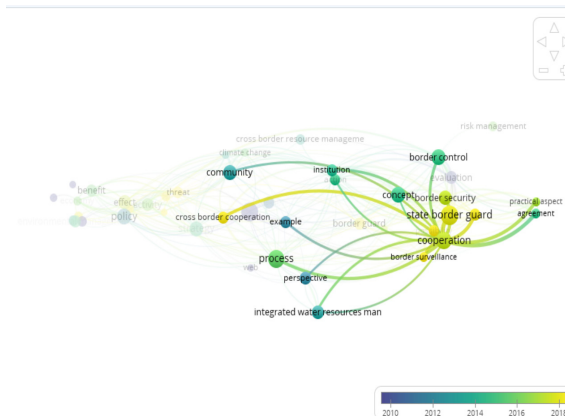 risk management
cross border resource manageme
climate change
border control
institution
community
evaluation
benefit
threat
concept
border security
practical aspect
effect
policy
cross border cooperation
example
border guard
state border guard
agreement
cooperation
process
web
border surveillance
perspective
integrated water resources man
2010
2012
2014
2016
2018